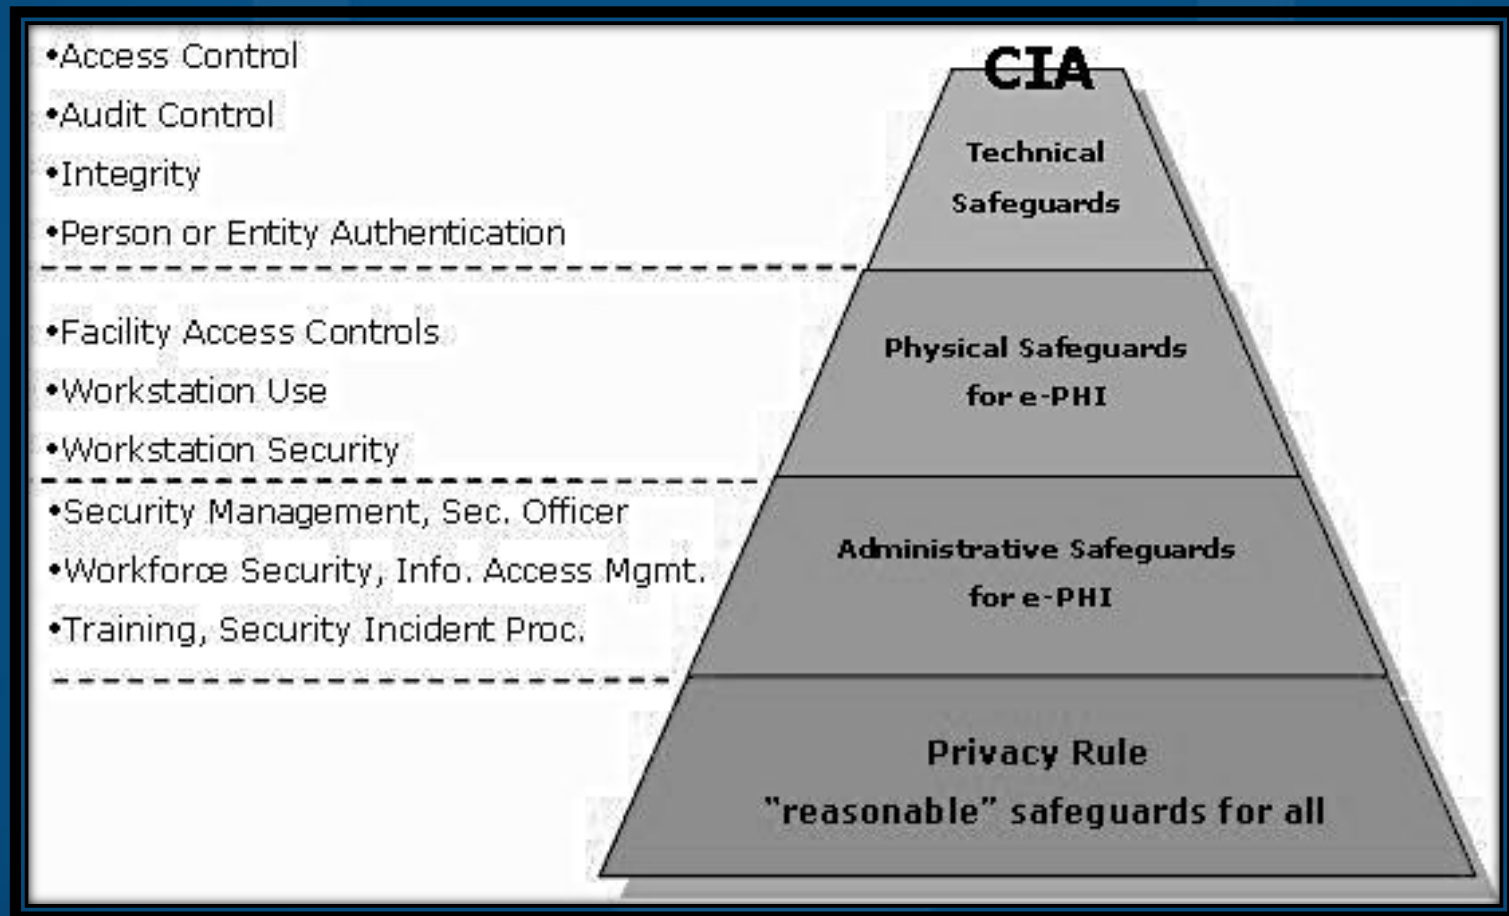 •Access Control
•Audit Control
•Integrity
•Person or Entity Authentication
•Facility Access Controls
•Workstation Use
•Workstation Security
•Security Management, Sec. Officer
•Workforce Security, Info. Access Mgmt.
•Training, Security Incident Proc.
CIA
Technical
Safeguards
Physical Safeguards
for e-PHI
Administrative Safeguards
for e-PHI
Privacy Rule
"reasonable" safeguards for all